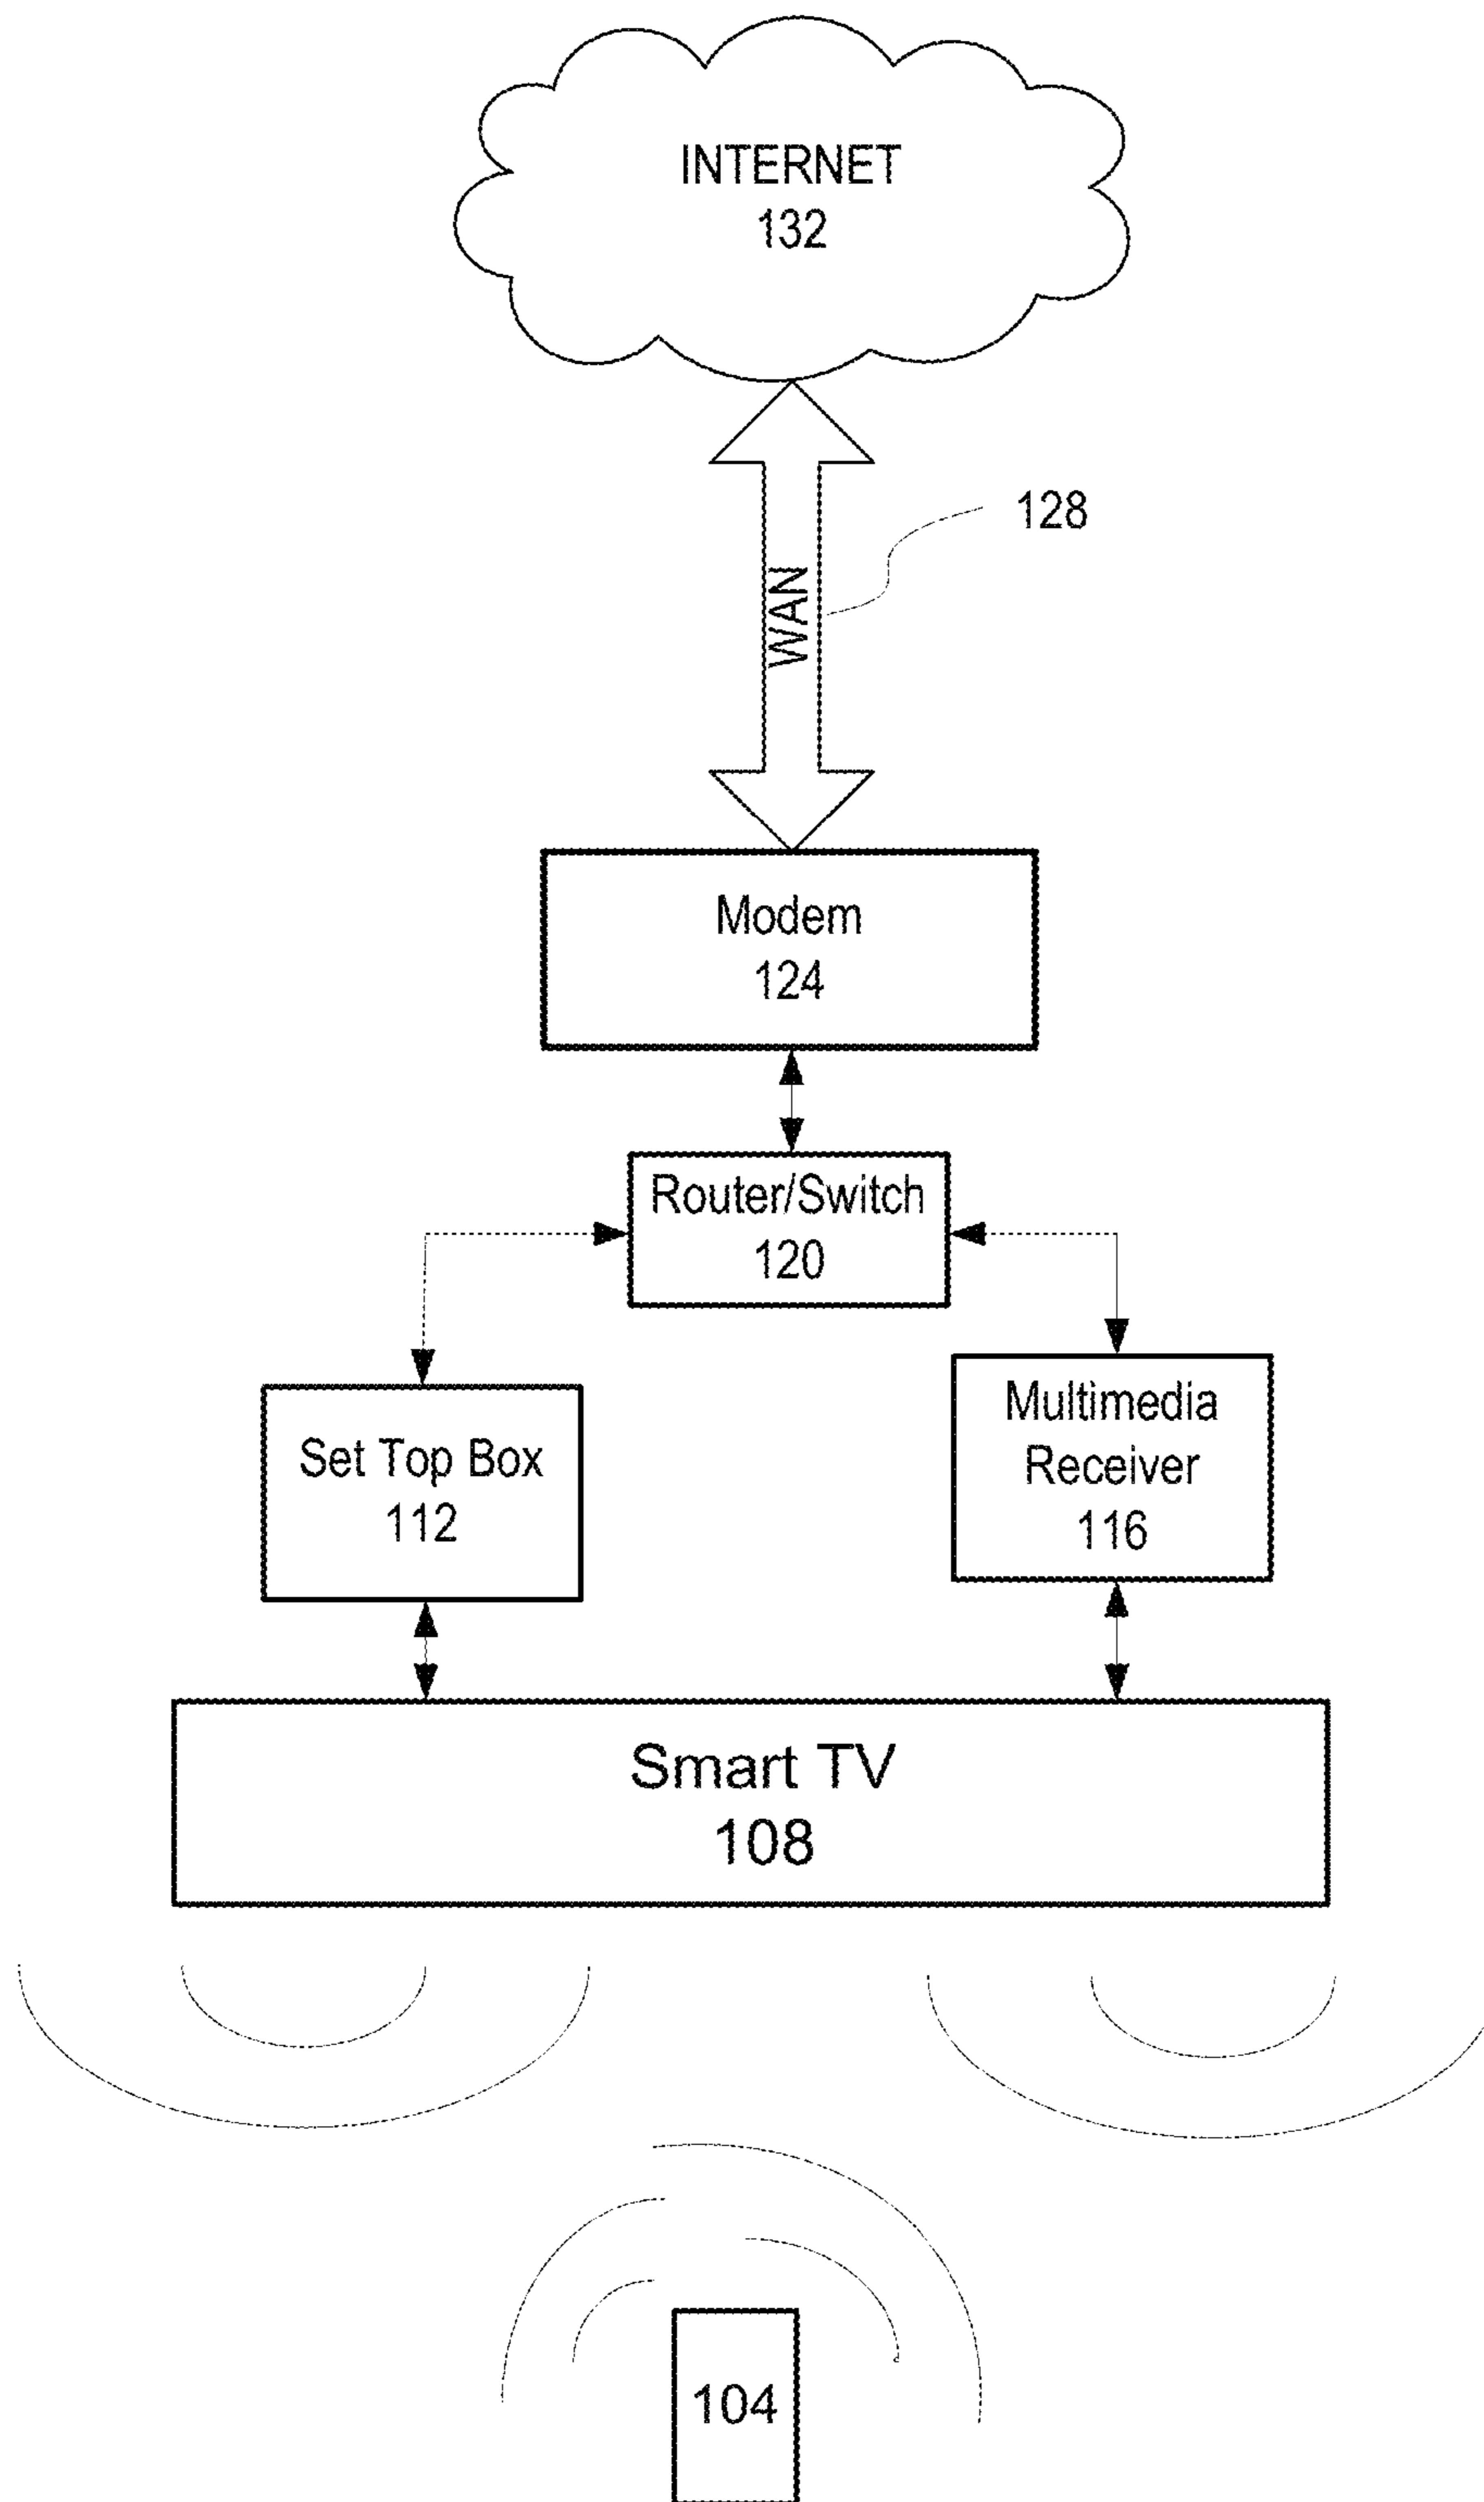 INTERNET
132
128
WAN
Modem
124
Router/Switch
120
Set Top Box
112
Multimedia
Receiver
116
Smart TV
108
104